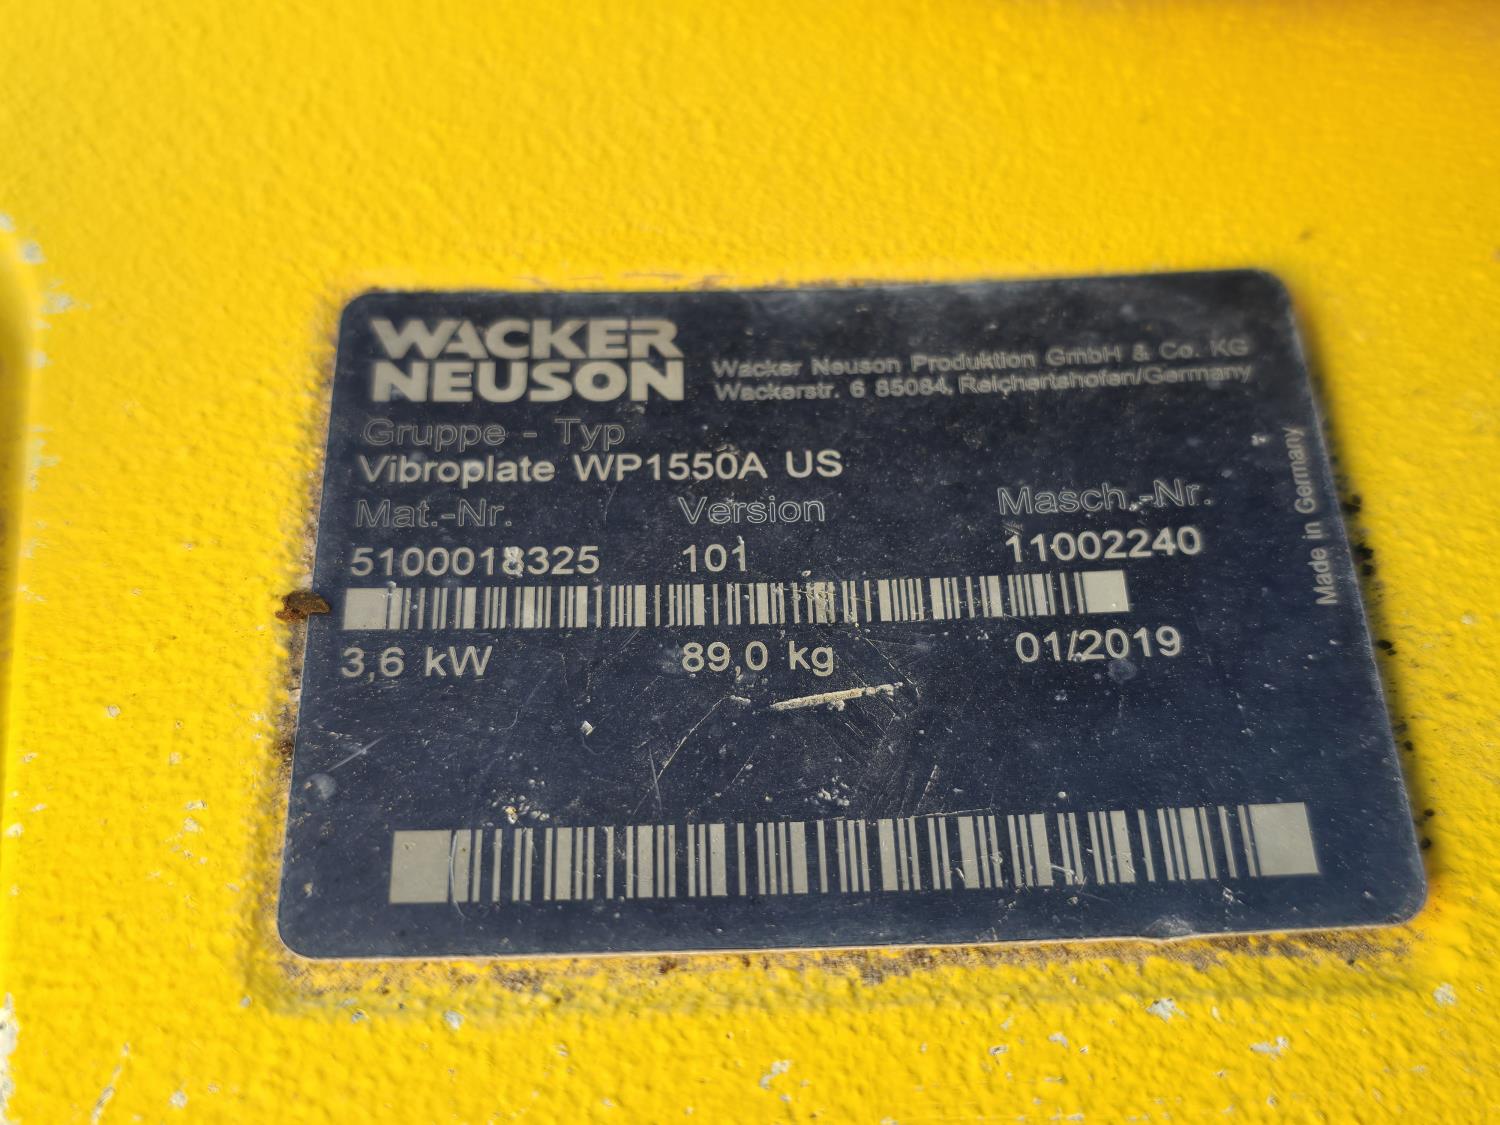 WACKER
NEUSON
Wacker Neuson Produktion GmbH & Co. KG
Wackerstr. 6 85084, Reichertshofen/Germany
Gruppe - Typ
Vibroplate WP1550A US
Mat.-Nr. Version Masch.-Nr.
5100018325 101 11002240
3,6 kW 89,0 kg 01/2019
Made in Germany